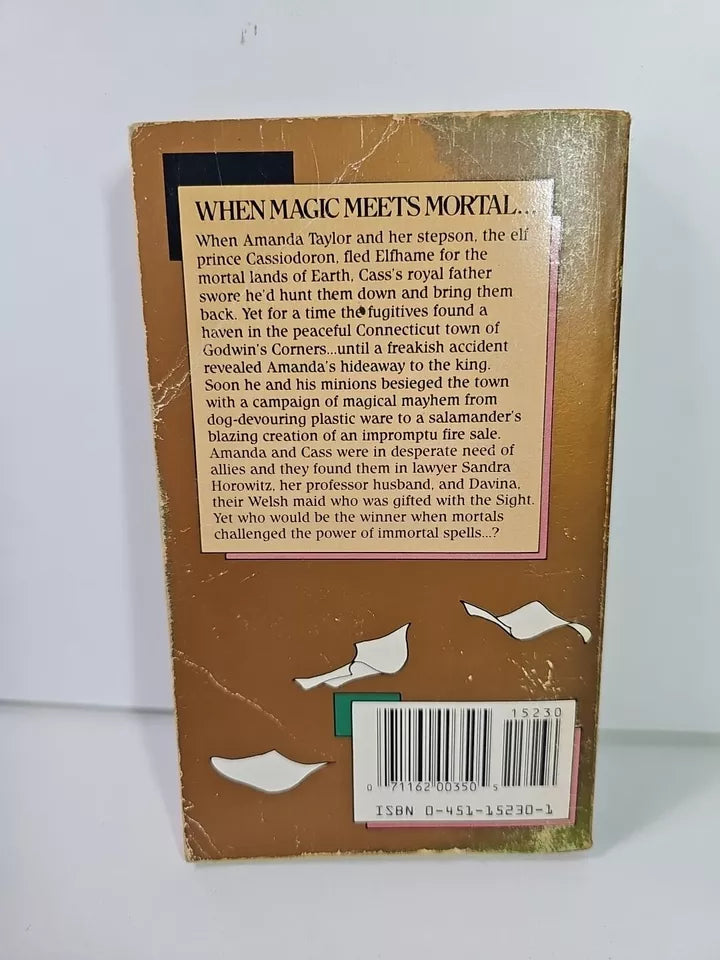 WHEN MAGIC MEETS MORTAL...
When Amanda Taylor and her stepson, the elf
prince Cassiodoron, fled Elfhame for the
mortal lands of Earth, Cass's royal father
swore he'd hunt them down and bring them
back. Yet for a time the fugitives found a
haven in the peaceful Connecticut town of
Godwin's Corners...until a freakish accident
revealed Amanda's hideaway to the king.
Soon he and his minions besieged the town
with a campaign of magical mayhem from
dog-devouring plastic ware to a salamander's
blazing creation of an impromptu fire sale.
Amanda and Cass were in desperate need of
allies and they found them in lawyer Sandra
Horowitz, her professor husband, and Davina,
their Welsh maid who was gifted with the Sight.
Yet who would be the winner when mortals
challenged the power of immortal spells...?
15230
0 71162 00350 5
ISBN 0-451-15230-1